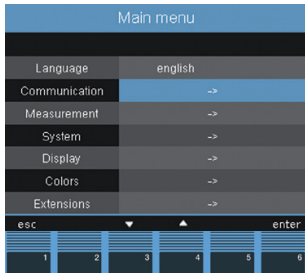 Main menu
Language english
Communication ->
Measurement ->
System ->
Display ->
Colors ->
Extensions ->
esc ▼ ▲ enter
1 2 3 4 5 6